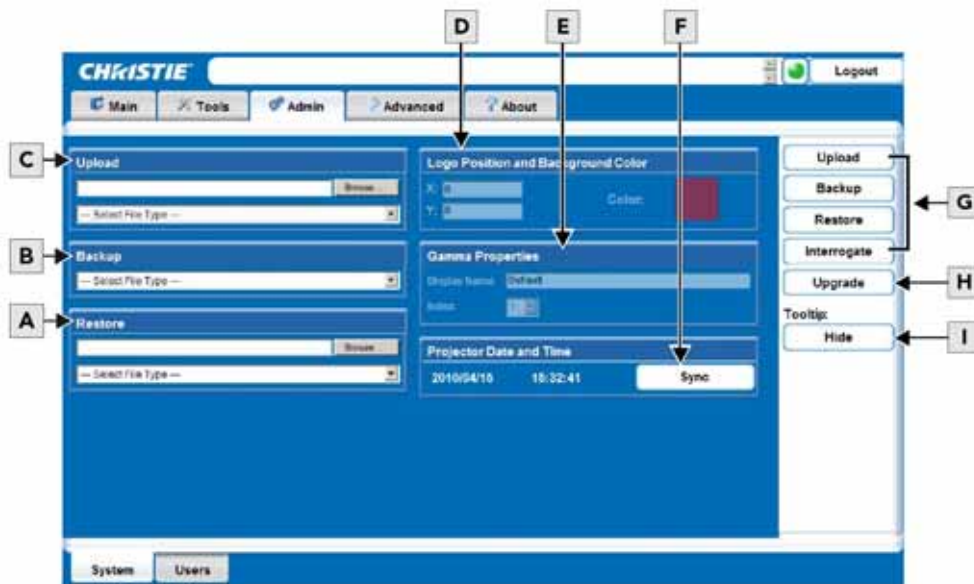 D E F
CHRISTIE
Logout
Main Tools Admin Advanced About
C
Upload
Browse...
--- Select File Type ---
Logo Position and Background Color
X: 0
Y: 0
Color:
Upload
Backup
Restore
Interrogate
G
B
Backup
--- Select File Type ---
Gamma Properties
Display Name: Default
Index:
Upgrade
H
Tooltip:
Hide
I
A
Restore
Browse...
--- Select File Type ---
Projector Date and Time
2010/04/16 15:32:41 Sync
System Users